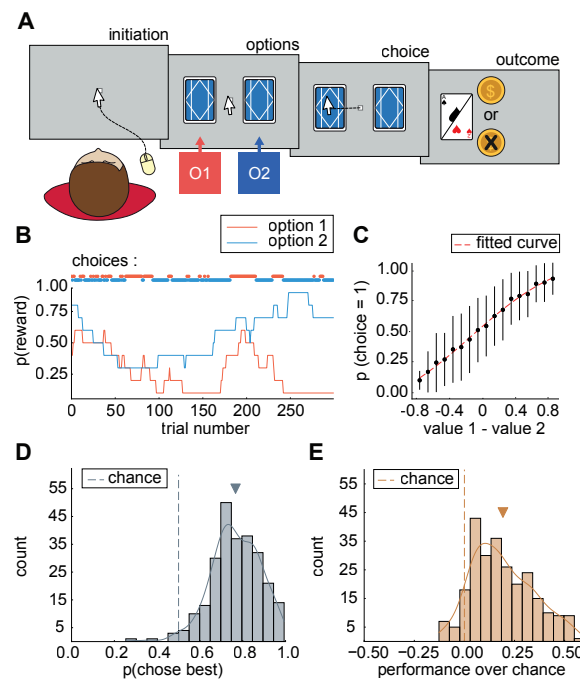 A
initiation
options
choice
outcome
A
$
or
X
O1
O2
B
option 1
option 2
choices :
p(reward)
1.00
0.75
0.50
0.25
0 50 100 150 200 250
trial number
C
fitted curve
p (choice = 1)
1.00
0.75
0.50
0.25
0.00
-0.8 -0.4 0 0.4 0.8
value 1 - value 2
D
chance
count
55
45
35
25
15
5
0.0 0.2 0.4 0.6 0.8 1.0
p(chose best)
E
chance
count
55
45
35
25
15
5
0.00 0.25 0.50
performance over chance